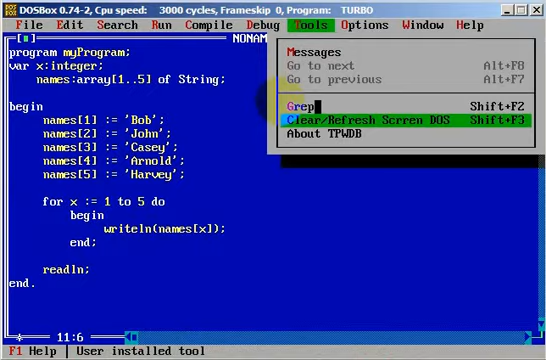 DOSBox 0.74-2, Cpu speed: 3000 cycles, Frameskip 0, Program: TURBO
File Edit Search Run Compile Debug Tools Options Window Help
NONAM
program myProgram;
var x:integer;
names:array[1..5] of String;
begin
names[1] := 'Bob';
names[2] := 'John';
names[3] := 'Casey';
names[4] := 'Arnold';
names[5] := 'Harvey';
for x := 1 to 5 do
begin
writeln(names[x]);
end;
readln;
end.
Messages
Go to next Alt+F8
Go to previous Alt+F7
Grep Shift+F2
Clear/Refresh Scrren DOS Shift+F3
About TPWDB
11:6
F1 Help | User installed tool